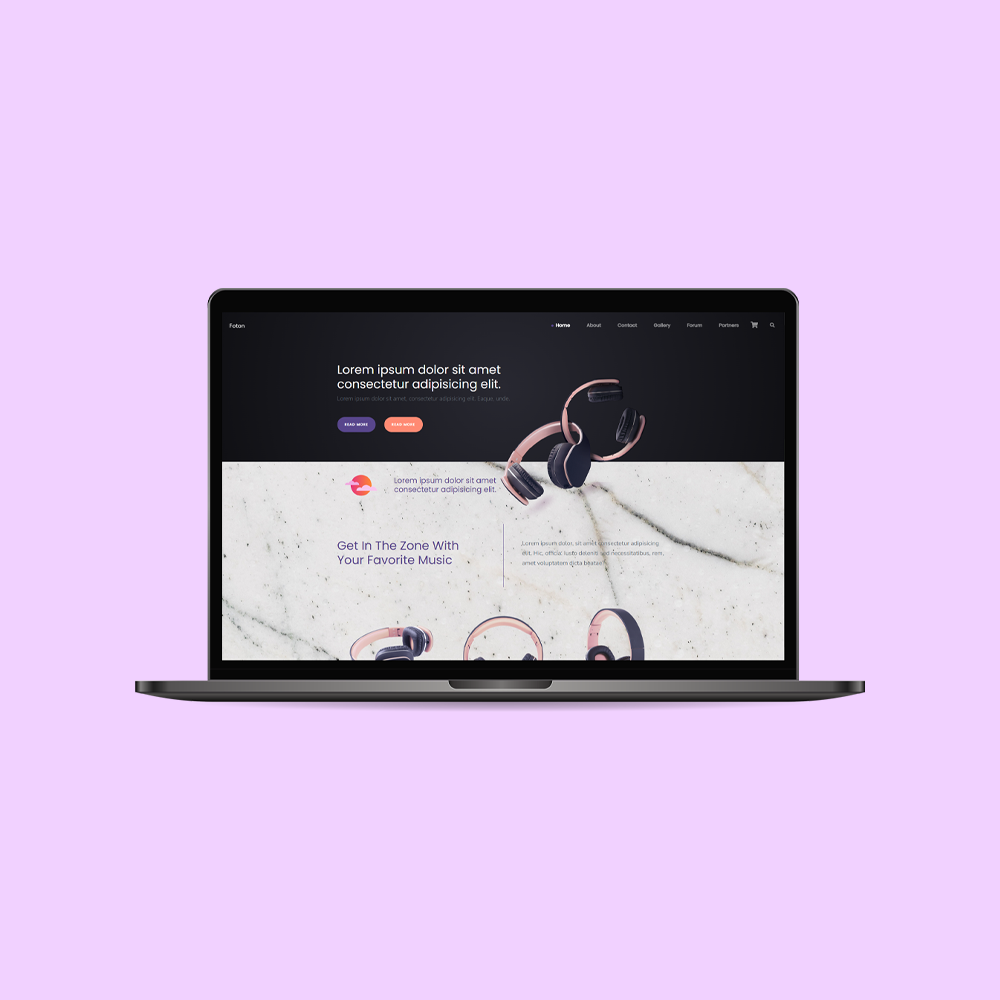 Foton
Home About Contact Gallery Forum Partners
Lorem ipsum dolor sit amet
consectetur adipisicing elit.
Lorem ipsum dolor sit amet, consectetur adipisicing elit. Eaque, unde.
READ MORE READ MORE
Lorem ipsum dolor sit amet
consectetur adipisicing elit.
Get In The Zone With
Your Favorite Music
Lorem ipsum dolor, sit amet consectetur adipisicing
elit. Hic, officia! Iusto deleniti sed necessitatibus, rem,
amet voluptatem dicta beatae